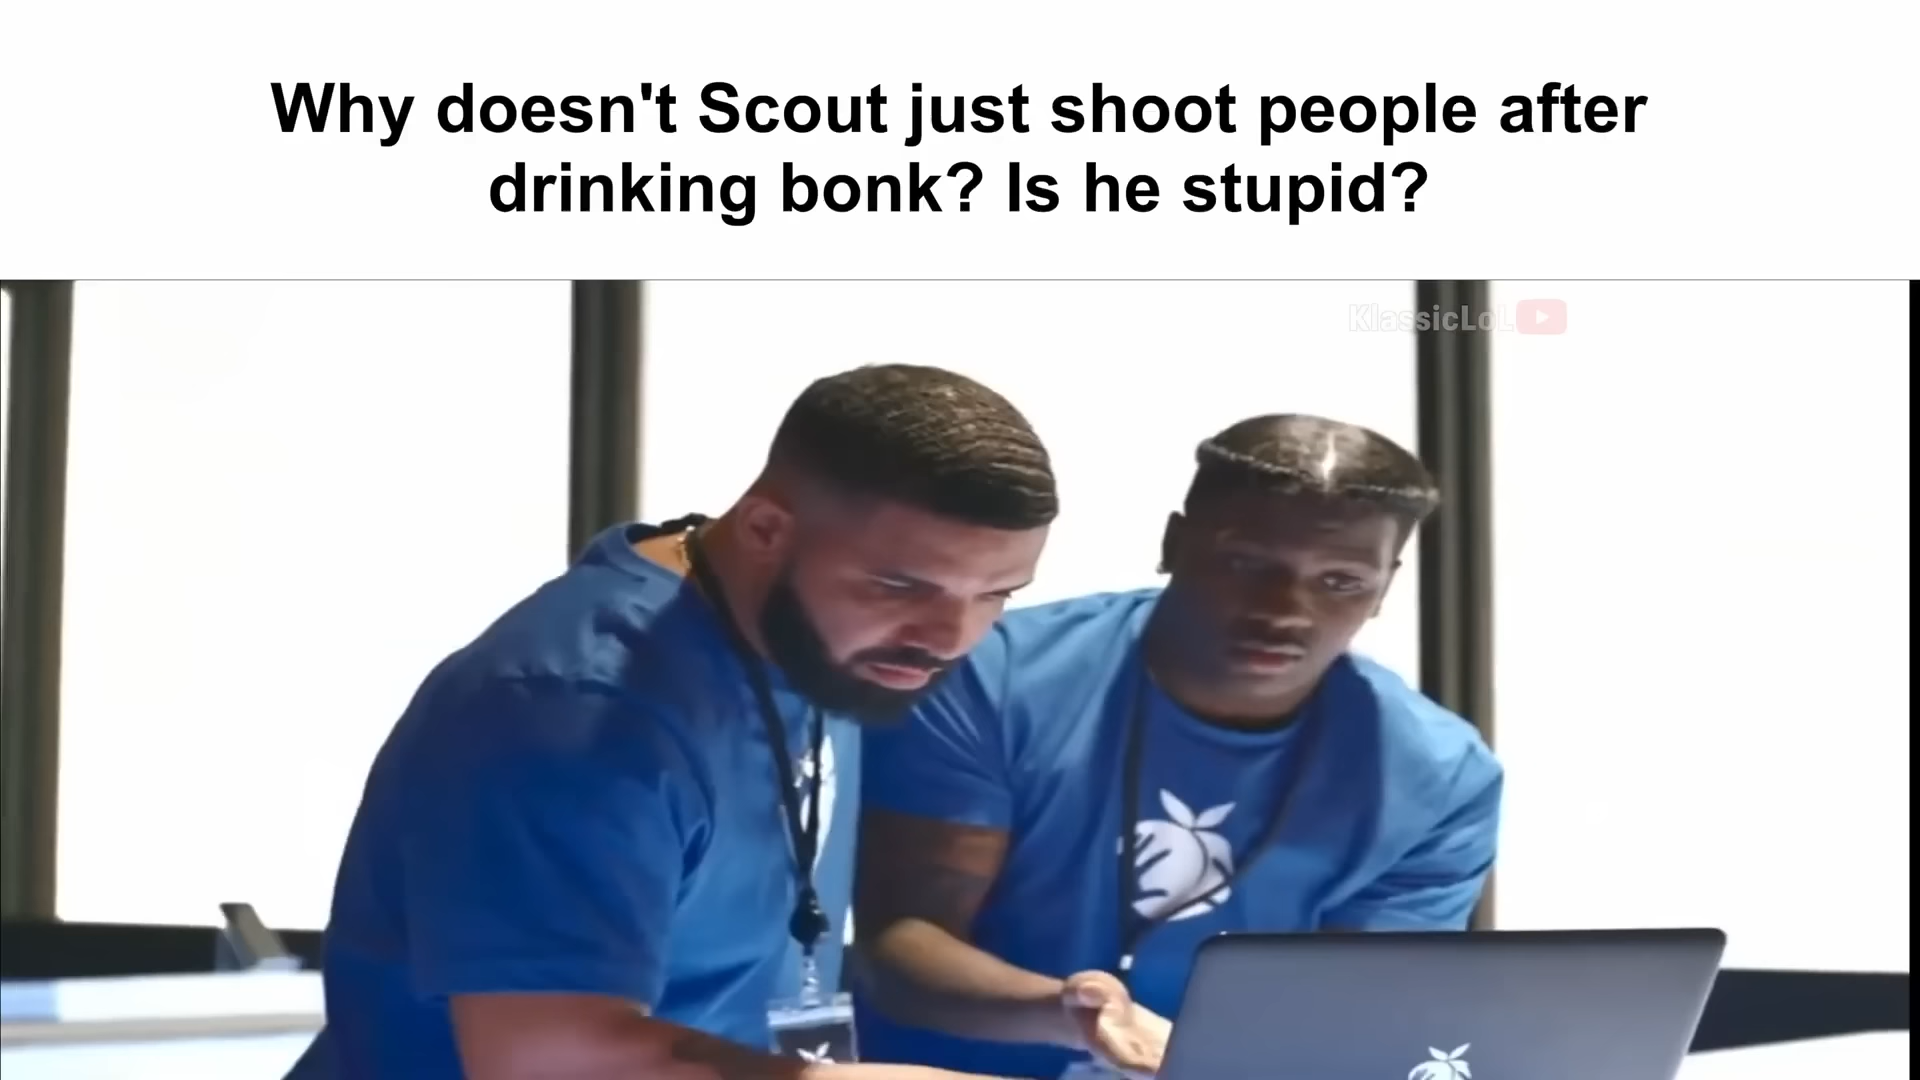 Why doesn't Scout just shoot people after
drinking bonk? Is he stupid?
KlassicLoL